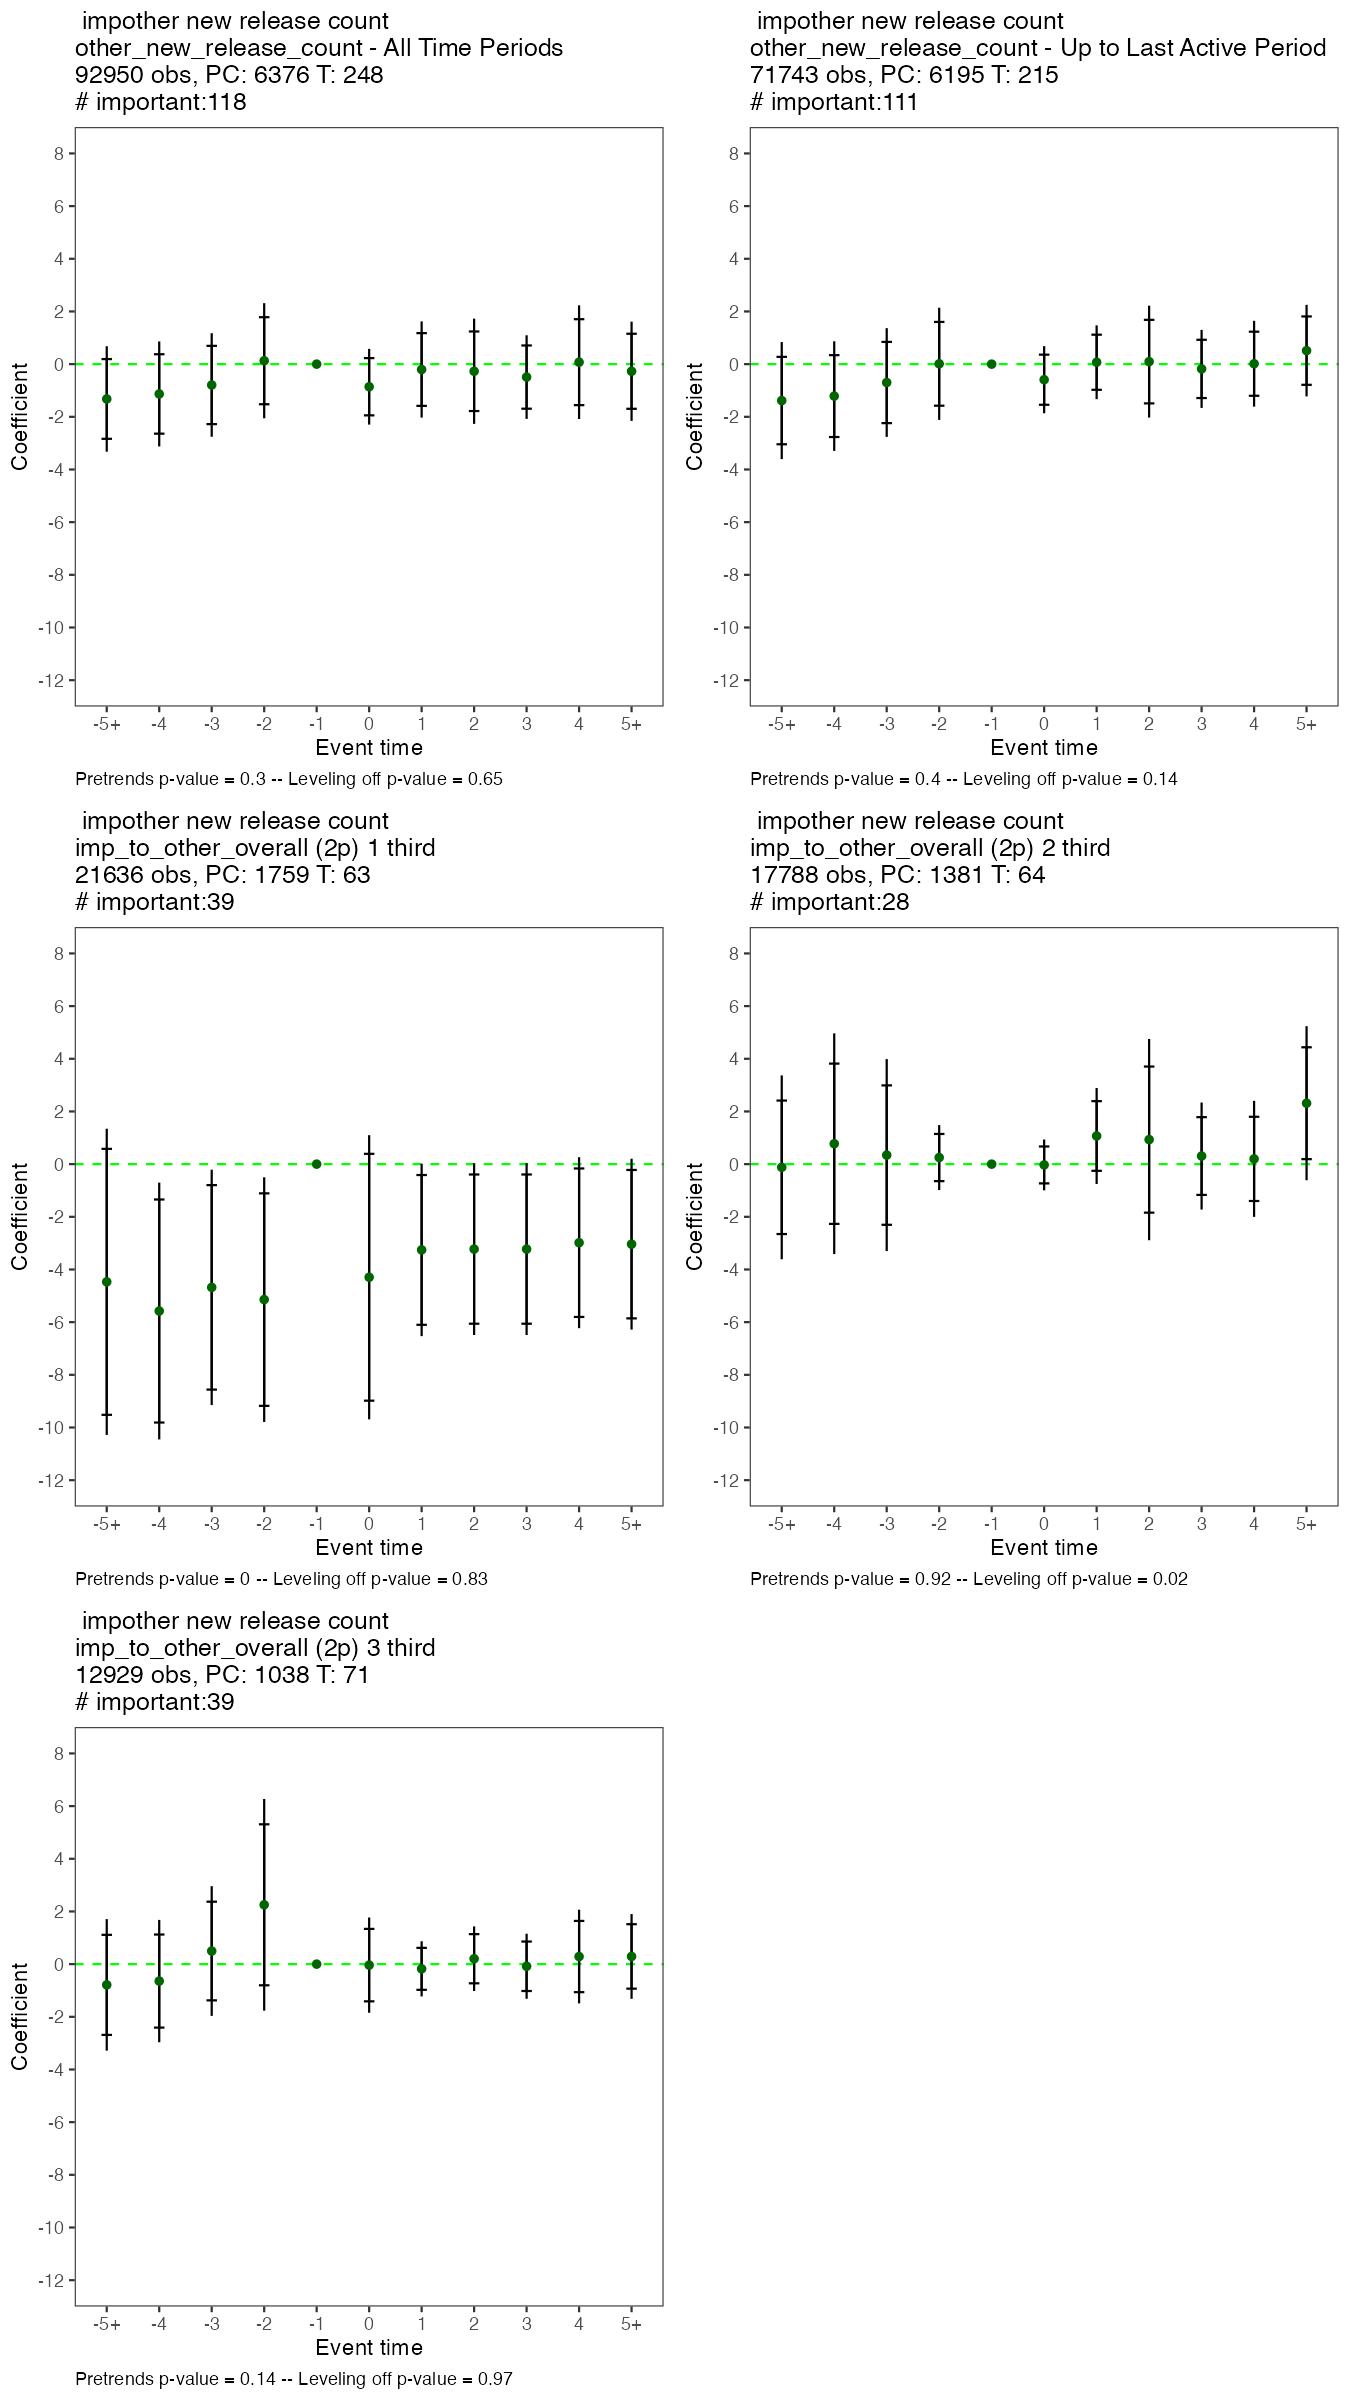 impother new release count
other_new_release_count - All Time Periods
92950 obs, PC: 6376 T: 248
# important:118
8
6
4
2
0
-2
-4
-6
-8
-10
-12
Coefficient
-5+ -4 -3 -2 -1 0 1 2 3 4 5+
Event time
Pretrends p-value = 0.3 -- Leveling off p-value = 0.65
impother new release count
other_new_release_count - Up to Last Active Period
71743 obs, PC: 6195 T: 215
# important:111
8
6
4
2
0
-2
-4
-6
-8
-10
-12
Coefficient
-5+ -4 -3 -2 -1 0 1 2 3 4 5+
Event time
Pretrends p-value = 0.4 -- Leveling off p-value = 0.14
impother new release count
imp_to_other_overall (2p) 1 third
21636 obs, PC: 1759 T: 63
# important:39
8
6
4
2
0
-2
-4
-6
-8
-10
-12
Coefficient
-5+ -4 -3 -2 -1 0 1 2 3 4 5+
Event time
Pretrends p-value = 0 -- Leveling off p-value = 0.83
impother new release count
imp_to_other_overall (2p) 2 third
17788 obs, PC: 1381 T: 64
# important:28
8
6
4
2
0
-2
-4
-6
-8
-10
-12
Coefficient
-5+ -4 -3 -2 -1 0 1 2 3 4 5+
Event time
Pretrends p-value = 0.92 -- Leveling off p-value = 0.02
impother new release count
imp_to_other_overall (2p) 3 third
12929 obs, PC: 1038 T: 71
# important:39
8
6
4
2
0
-2
-4
-6
-8
-10
-12
Coefficient
-5+ -4 -3 -2 -1 0 1 2 3 4 5+
Event time
Pretrends p-value = 0.14 -- Leveling off p-value = 0.97